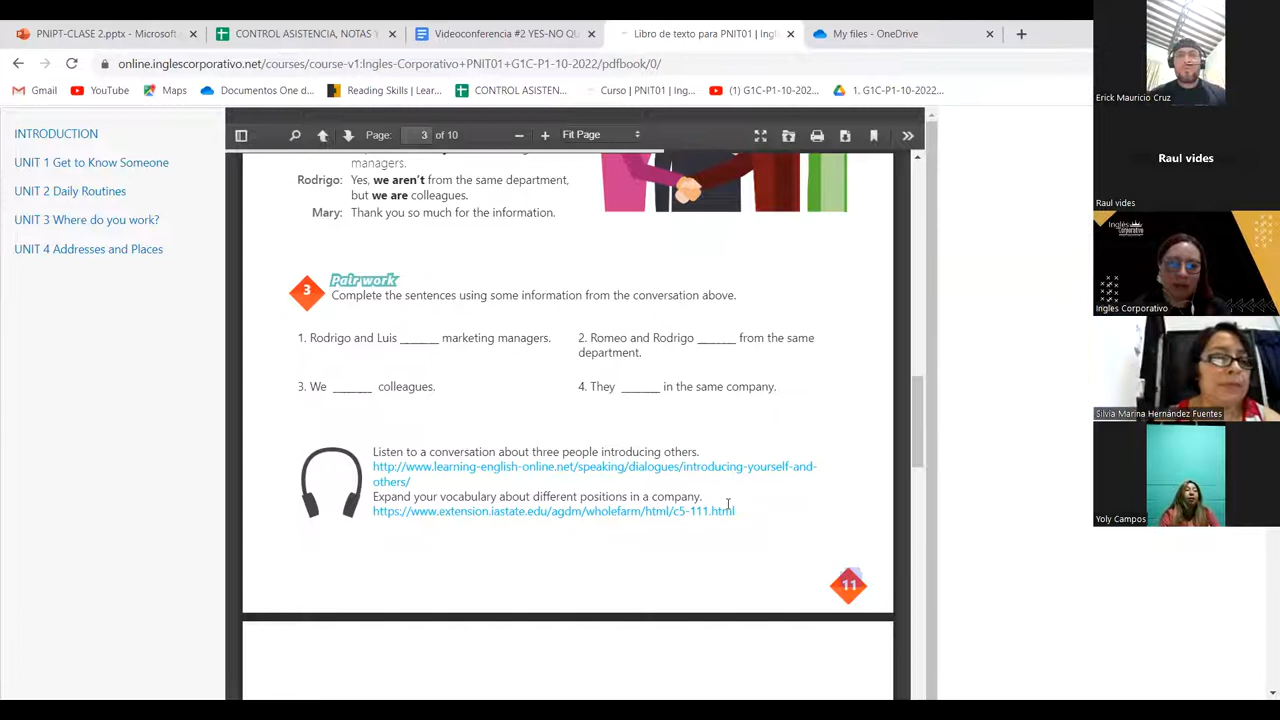 PNIPT-CLASE 2.pptx - Microsoft
CONTROL ASISTENCIA, NOTAS Y
Videoconferencia #2 YES-NO QU
Libro de texto para PNIT01 | Ingl
My files - OneDrive
online.inglescorporativo.net/courses/course-v1:Ingles-Corporativo+PNIT01+G1C-P1-10-2022/pdfbook/0/
Gmail
YouTube
Maps
Documentos One d...
Reading Skills | Lear...
CONTROL ASISTEN...
Curso | PNIT01 | Ing...
(1) G1C-P1-10-2022...
1. G1C-P1-10-2022...
INTRODUCTION
UNIT 1 Get to Know Someone
UNIT 2 Daily Routines
UNIT 3 Where do you work?
UNIT 4 Addresses and Places
Page: 3 of 10
Fit Page
managers.
Rodrigo: Yes, we aren't from the same department,
but we are colleagues.
Mary: Thank you so much for the information.
3
Pair work
Complete the sentences using some information from the conversation above.
1. Rodrigo and Luis _______ marketing managers.
2. Romeo and Rodrigo _______ from the same
department.
3. We _______ colleagues.
4. They _______ in the same company.
Listen to a conversation about three people introducing others.
http://www.learning-english-online.net/speaking/dialogues/introducing-yourself-and-
others/
Expand your vocabulary about different positions in a company.
https://www.extension.iastate.edu/agdm/wholefarm/html/c5-111.html
11
Erick Mauricio Cruz
Raul vides
Raul vides
Inglés
Corporativo
Ingles Corporativo
Silvia Marina Hernández Fuentes
Yoly Campos